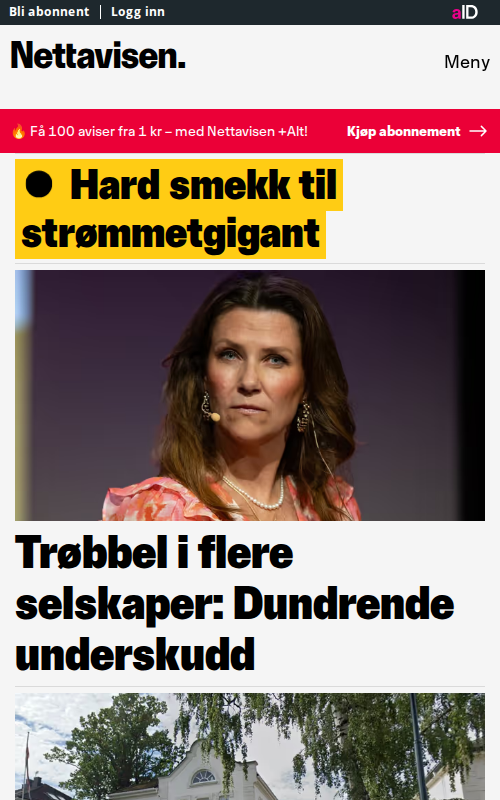 Bli abonnent | Logg inn
aID
Nettavisen.
Meny
🔥 Få 100 aviser fra 1 kr – med Nettavisen +Alt!
Kjøp abonnement →
● Hard smekk til
strømmetgigant
Trøbbel i flere
selskaper: Dundrende
underskudd